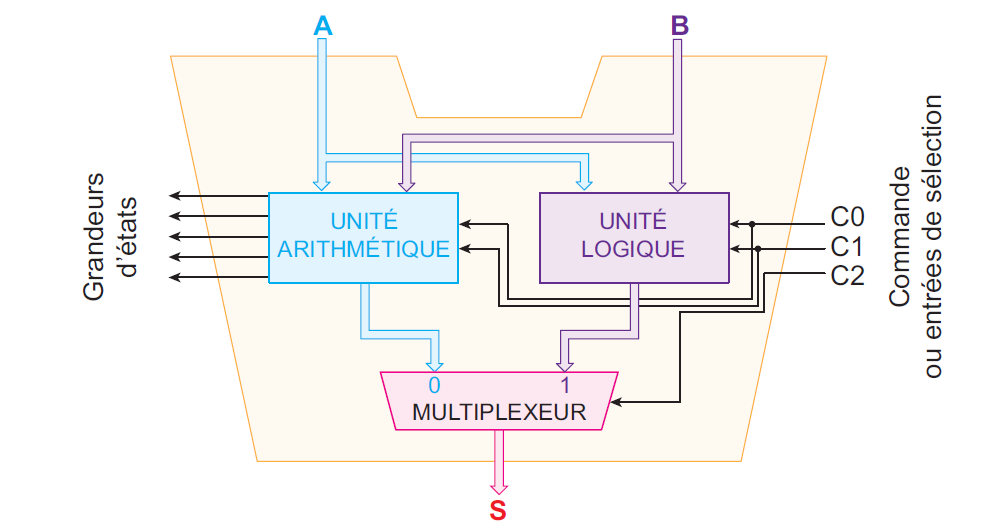 A
B
Grandeurs
d'états
UNITÉ
ARITHMÉTIQUE
UNITÉ
LOGIQUE
C0
C1
C2
Commande
ou entrées de sélection
0
1
MULTIPLEXEUR
S